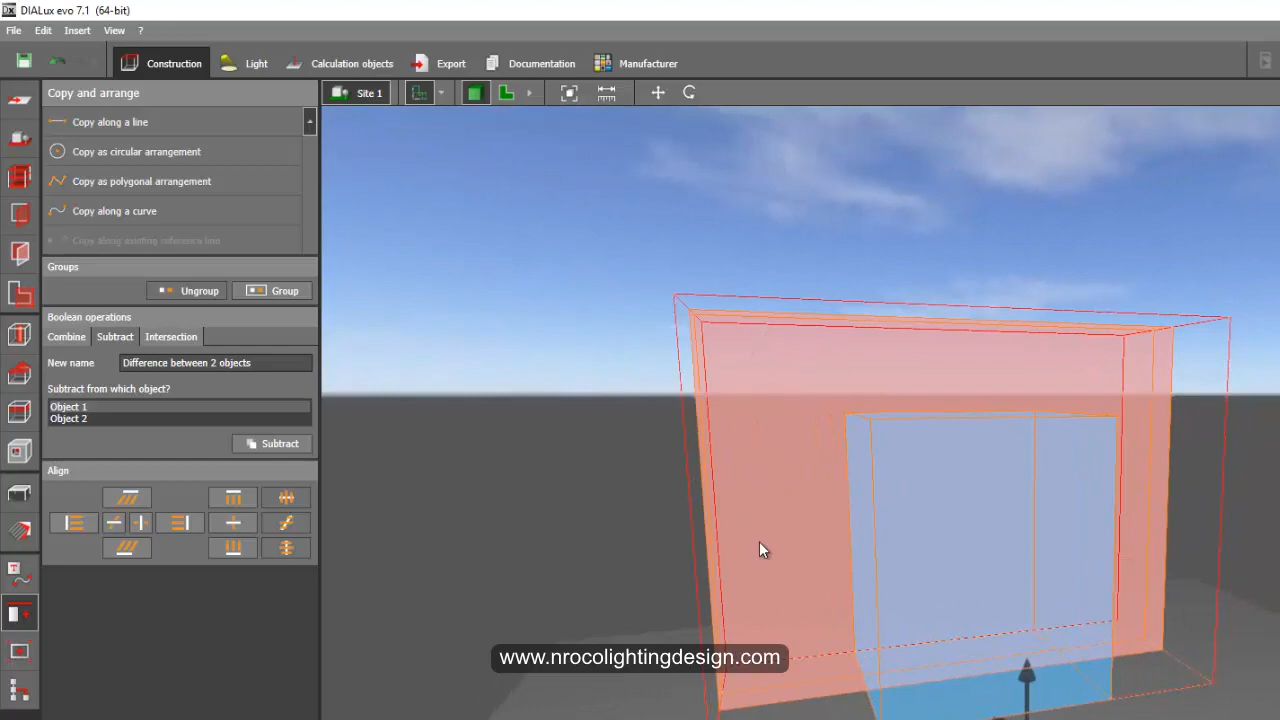 Dx DIALux evo 7.1 (64-bit)
File Edit Insert View ?
Construction Light Calculation objects Export Documentation Manufacturer
Copy and arrange
Site 1
Copy along a line
Copy as circular arrangement
Copy as polygonal arrangement
Copy along a curve
Copy along existing reference line
Groups
Ungroup Group
Boolean operations
Combine Subtract Intersection
New name Difference between 2 objects
Subtract from which object?
Object 1
Object 2
Subtract
Align
www.nrocolightingdesign.com